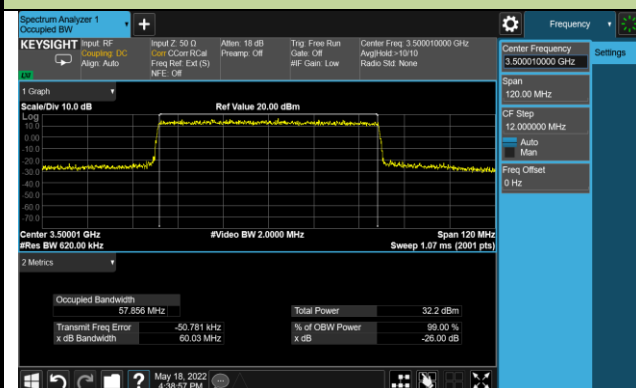 Spectrum Analyzer 1
Occupied BW
+
Frequency
KEYSIGHT
Input: RF
Coupling: DC
Align: Auto
Input Z: 50 Ω
Corr CCorr RCal
Freq Ref: Ext (S)
NFE: Off
Atten: 18 dB
Preamp: Off
Trig: Free Run
Gate: Off
#IF Gain: Low
Center Freq: 3.500010000 GHz
Avg|Hold:>10/10
Radio Std: None
Center Frequency
3.500010000 GHz
Settings
Span
120.00 MHz
CF Step
12.000000 MHz
Auto
Man
Freq Offset
0 Hz
1 Graph
Scale/Div 10.0 dB
Ref Value 20.00 dBm
Log
10.0
0.00
-10.0
-20.0
-30.0
-40.0
-50.0
-60.0
-70.0
Center 3.50001 GHz
#Video BW 2.0000 MHz
Span 120 MHz
#Res BW 620.00 kHz
Sweep 1.07 ms (2001 pts)
2 Metrics
Occupied Bandwidth
57.856 MHz
Total Power
32.2 dBm
Transmit Freq Error
-50.781 kHz
% of OBW Power
99.00 %
x dB Bandwidth
60.03 MHz
x dB
-26.00 dB
?
May 18, 2022
4:38:57 PM